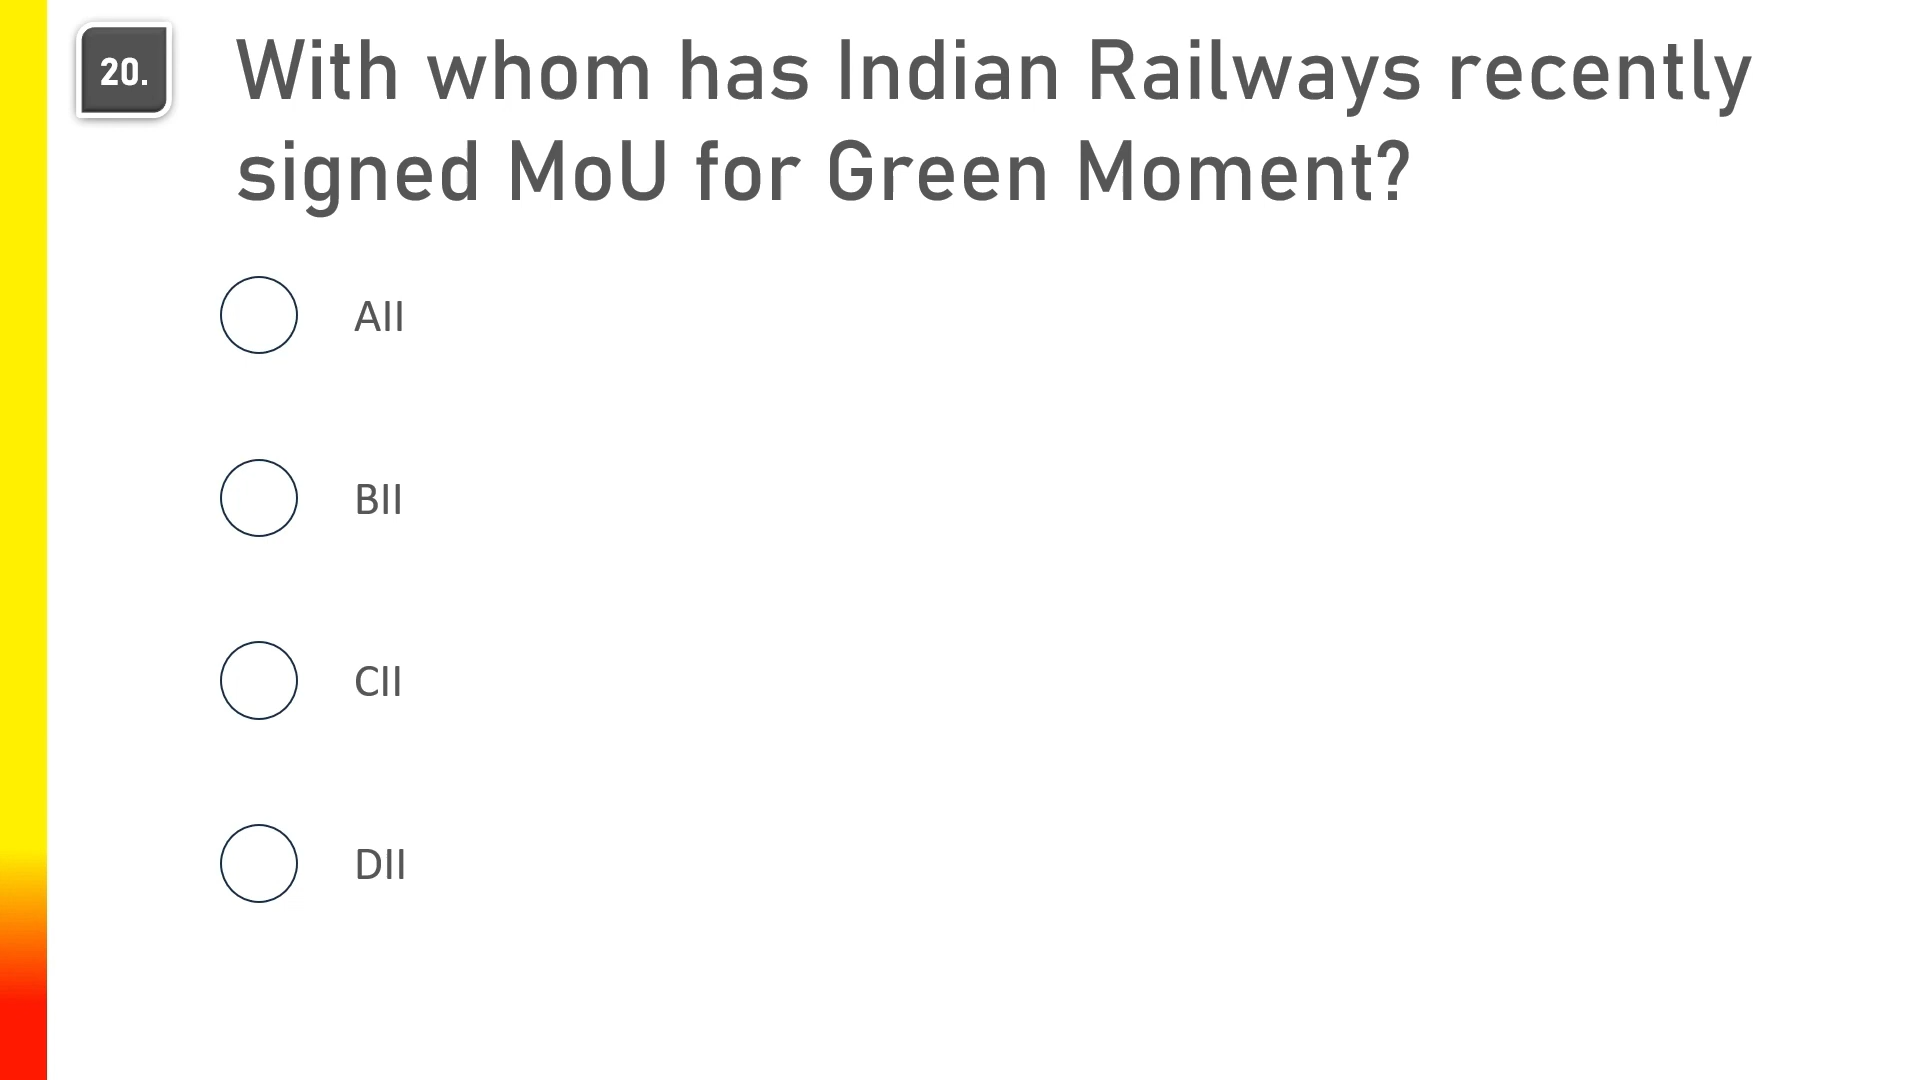 20.
With whom has Indian Railways recently
signed MoU for Green Moment?
AII
BII
CII
DII